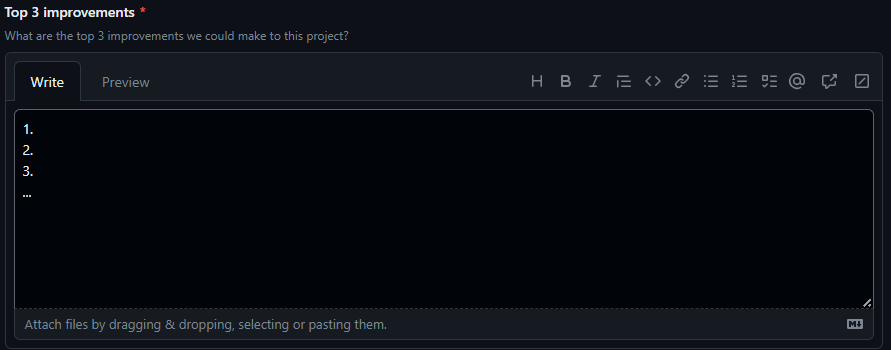 Top 3 improvements *
What are the top 3 improvements we could make to this project?
Write Preview H B I @
1.
2.
3.
...
Attach files by dragging & dropping, selecting or pasting them.